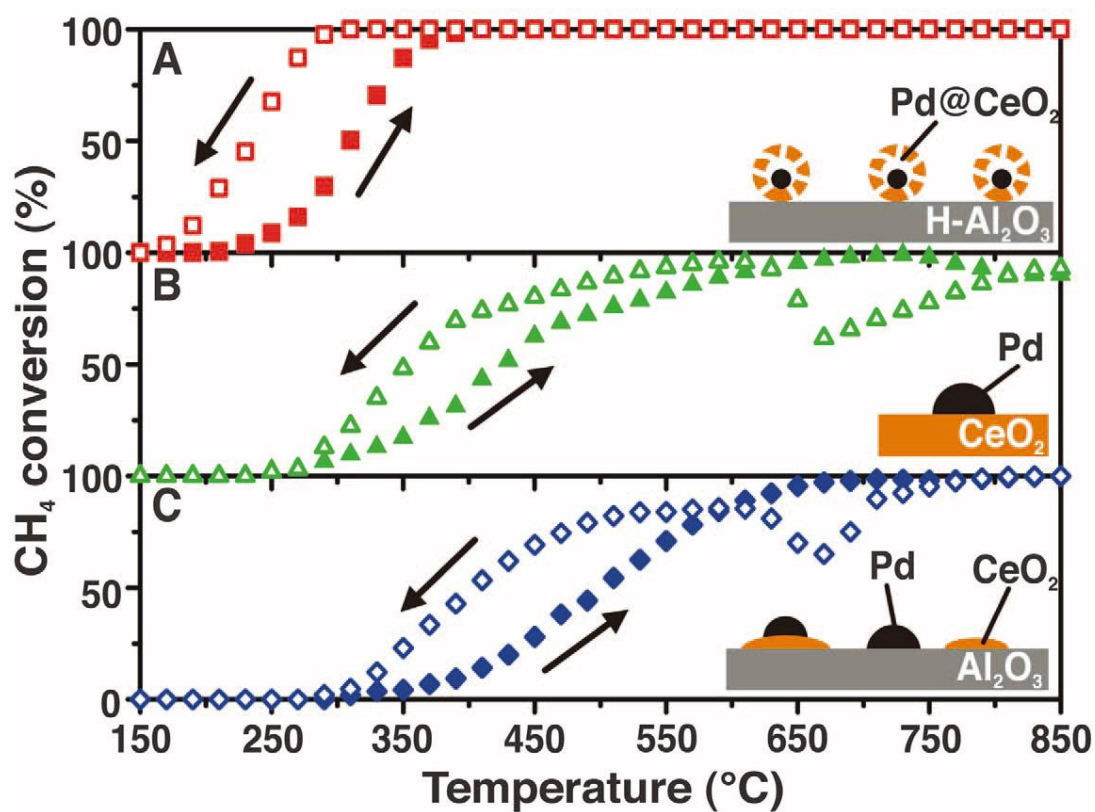 CH₄ conversion (%)
100
A
50
Pd@CeO₂
H-Al₂O₃
100
B
50
Pd
CeO₂
100
C
50
Pd CeO₂
Al₂O₃
0
150 250 350 450 550 650 750 850
Temperature (°C)